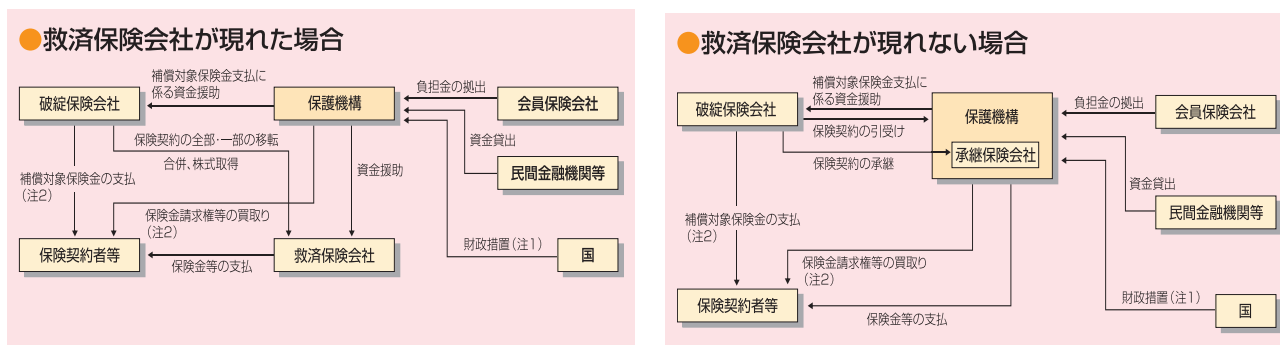 ●救済保険会社が現れた場合
補償対象保険金支払に
係る資金援助
負担金の拠出
破綻保険会社
保護機構
会員保険会社
保険契約の全部・一部の移転
合併、株式取得
資金貸出
資金援助
民間金融機関等
補償対象保険金の支払
（注2）
保険金請求権等の買取り
（注2）
財政措置（注1）
保険契約者等
救済保険会社
国
保険金等の支払
●救済保険会社が現れない場合
補償対象保険金支払に
係る資金援助
負担金の拠出
破綻保険会社
保護機構
会員保険会社
保険契約の引受け
承継保険会社
保険契約の承継
資金貸出
民間金融機関等
補償対象保険金の支払
（注2）
保険金請求権等の買取り
（注2）
財政措置（注1）
保険契約者等
国
保険金等の支払